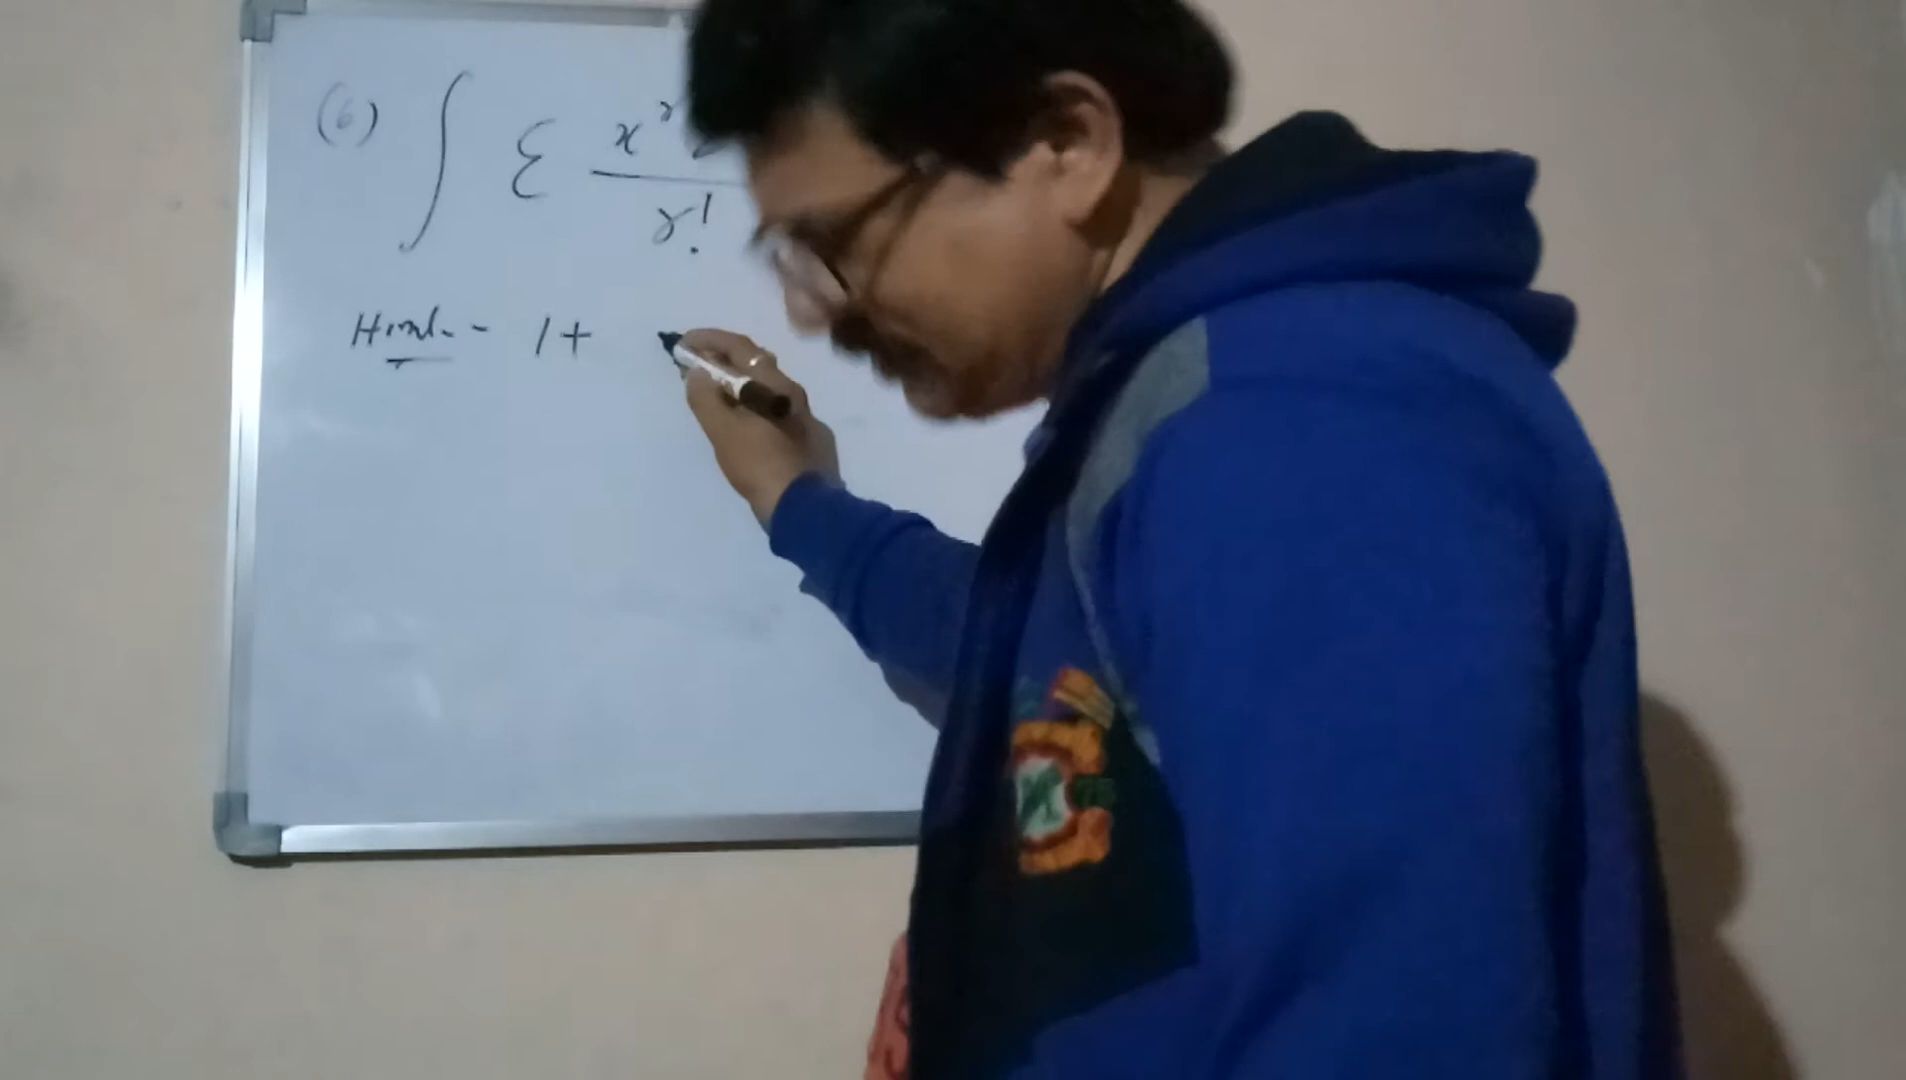 (6) ∫ Σ x^r
r!
Hint - 1+